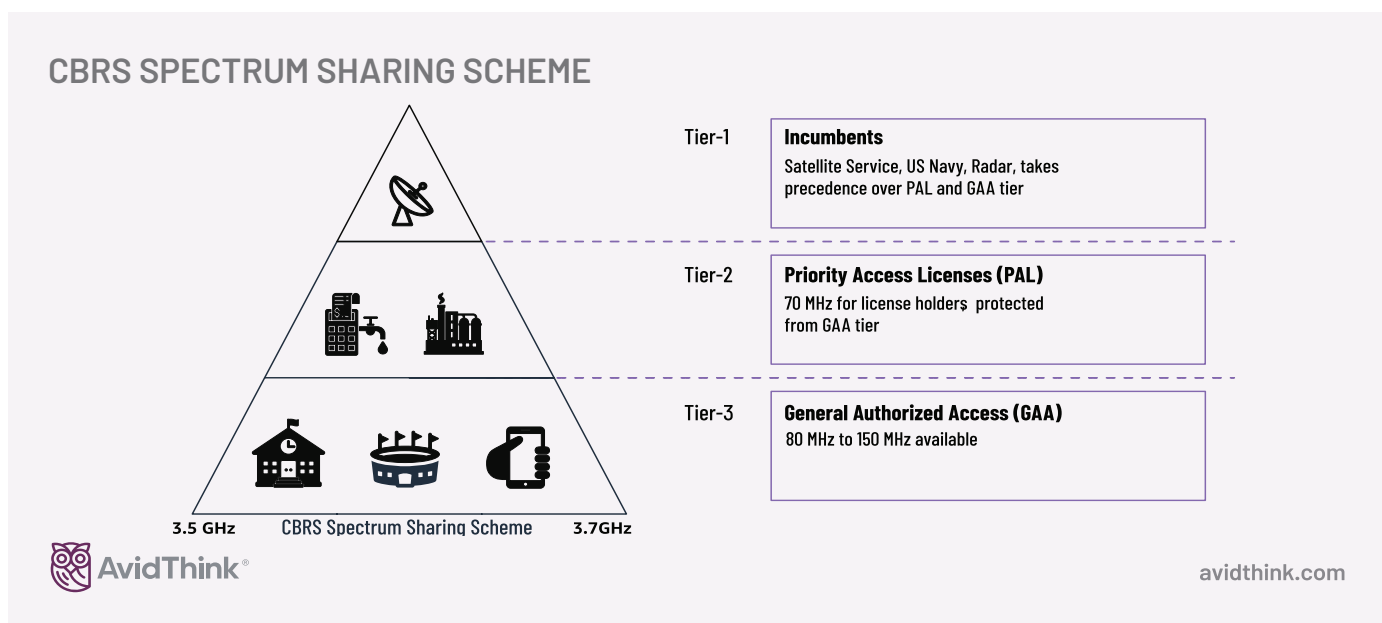 CBRS SPECTRUM SHARING SCHEME
Tier-1
Incumbents
Satellite Service, US Navy, Radar, takes
precedence over PAL and GAA tier
Tier-2
Priority Access Licenses (PAL)
70 MHz for license holders protected
from GAA tier
Tier-3
General Authorized Access (GAA)
80 MHz to 150 MHz available
3.5 GHz
CBRS Spectrum Sharing Scheme
3.7GHz
AvidThink®
avidthink.com